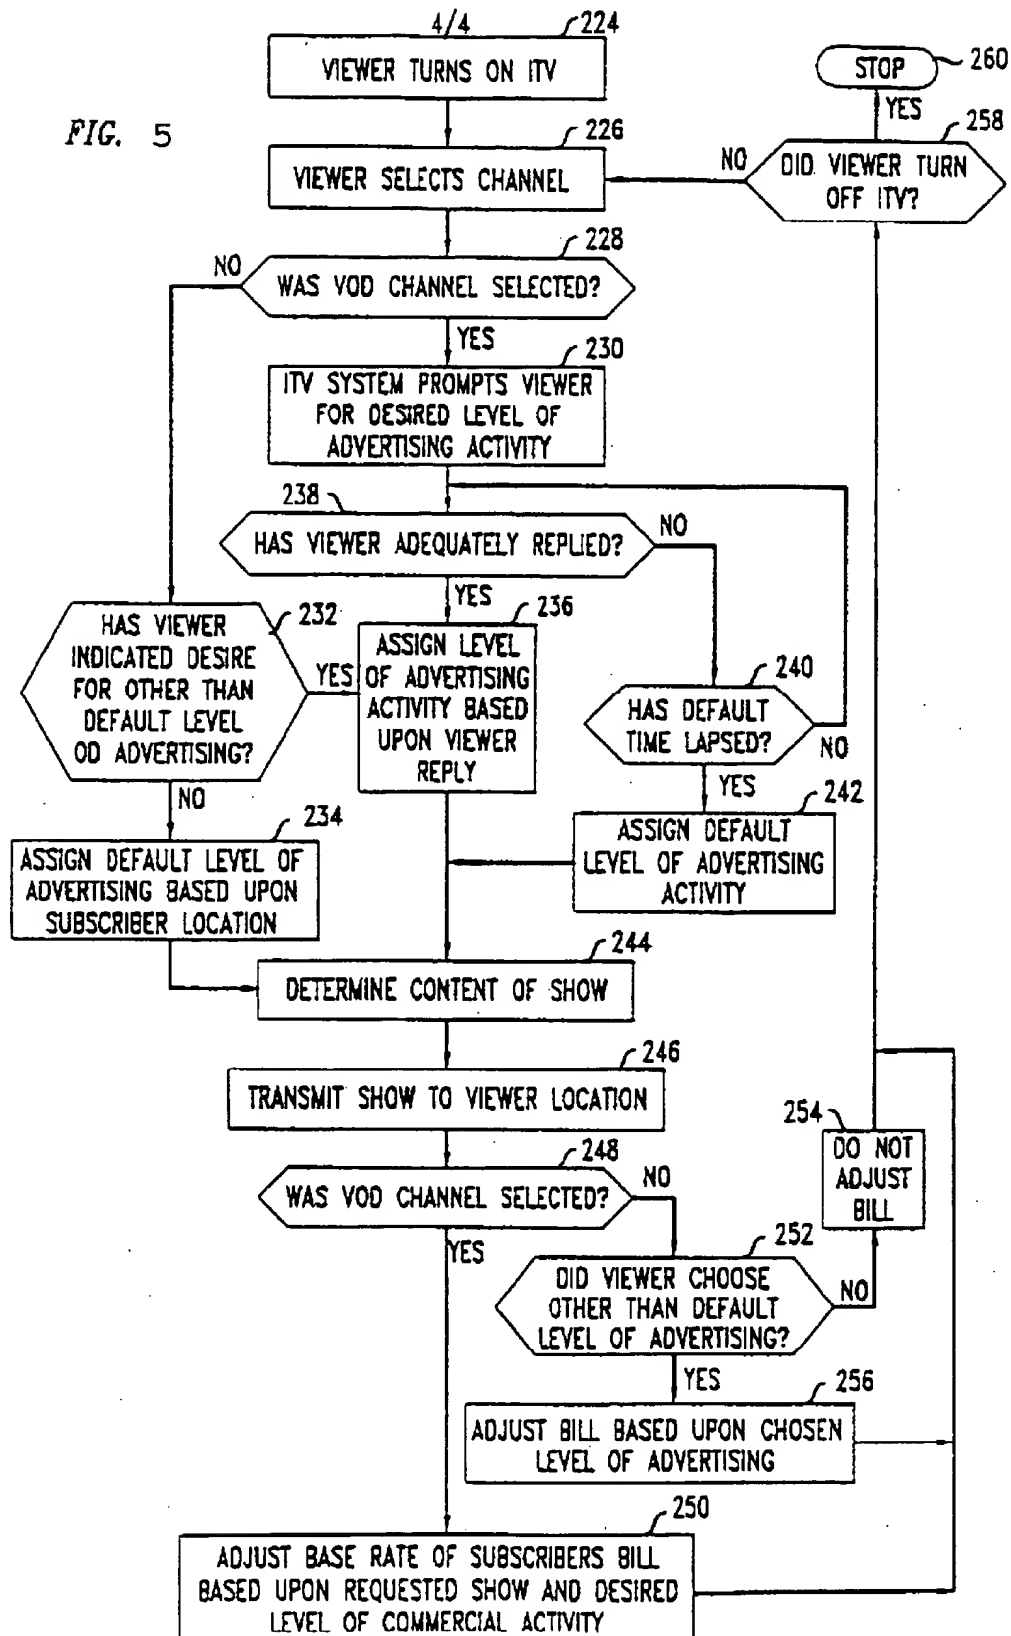 4/4
224
VIEWER TURNS ON ITV
STOP
260
FIG. 5
YES
258
DID VIEWER TURN
OFF ITV?
NO
226
VIEWER SELECTS CHANNEL
228
NO
WAS VOD CHANNEL SELECTED?
YES
230
ITV SYSTEM PROMPTS VIEWER
FOR DESIRED LEVEL OF
ADVERTISING ACTIVITY
238
HAS VIEWER ADEQUATELY REPLIED?
NO
YES
232
HAS VIEWER
INDICATED DESIRE
FOR OTHER THAN
DEFAULT LEVEL
OD ADVERTISING?
YES
236
ASSIGN LEVEL
OF ADVERTISING
ACTIVITY BASED
UPON VIEWER
REPLY
240
HAS DEFAULT
TIME LAPSED?
NO
YES
NO
234
ASSIGN DEFAULT LEVEL OF
ADVERTISING BASED UPON
SUBSCRIBER LOCATION
242
ASSIGN DEFAULT
LEVEL OF ADVERTISING
ACTIVITY
244
DETERMINE CONTENT OF SHOW
246
TRANSMIT SHOW TO VIEWER LOCATION
248
WAS VOD CHANNEL SELECTED?
NO
YES
254
DO NOT
ADJUST
BILL
252
DID VIEWER CHOOSE
OTHER THAN DEFAULT
LEVEL OF ADVERTISING?
NO
YES
256
ADJUST BILL BASED UPON CHOSEN
LEVEL OF ADVERTISING
250
ADJUST BASE RATE OF SUBSCRIBERS BILL
BASED UPON REQUESTED SHOW AND DESIRED
LEVEL OF COMMERCIAL ACTIVITY